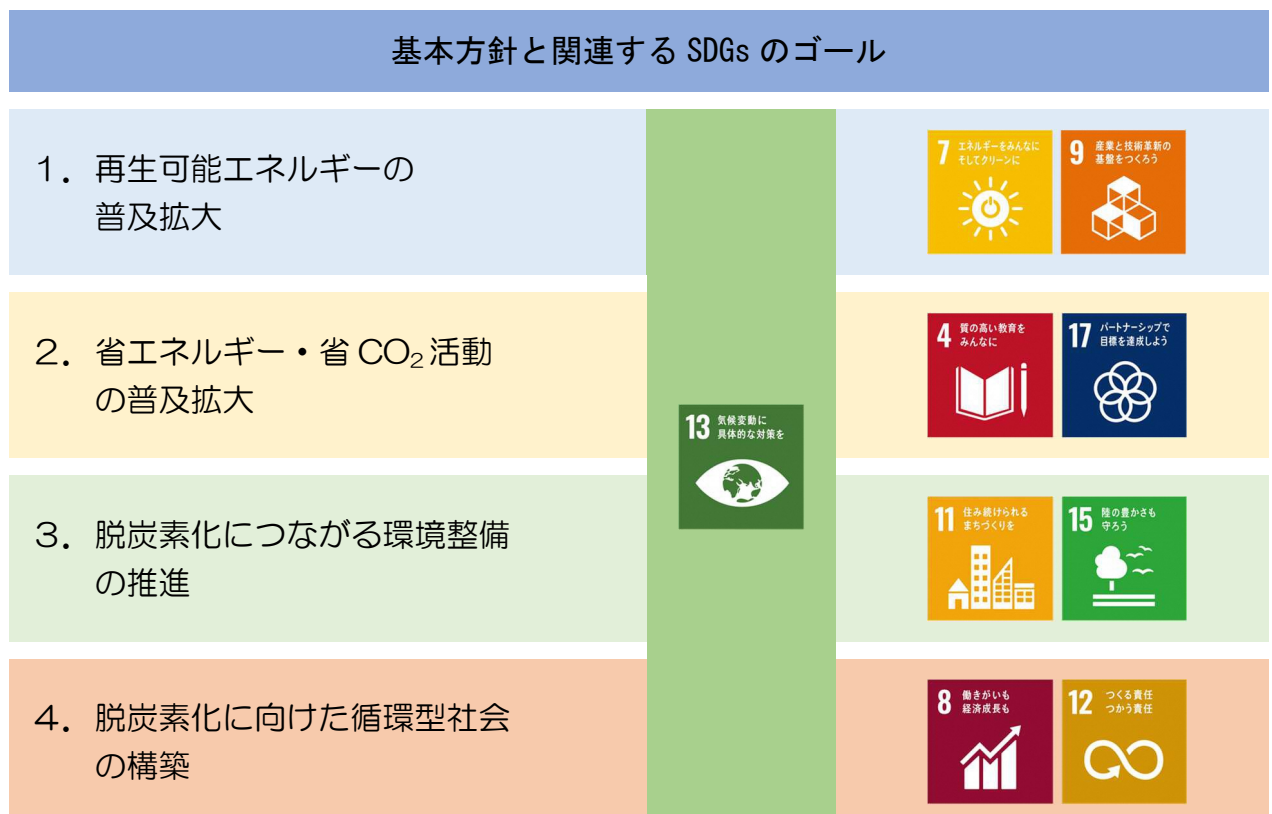 基本方針と関連する SDGs のゴール
1．再生可能エネルギーの
普及拡大
7 エネルギーをみんなに
そしてクリーンに
9 産業と技術革新の
基盤をつくろう
2．省エネルギー・省 CO₂ 活動
の普及拡大
4 質の高い教育を
みんなに
17 パートナーシップで
目標を達成しよう
13 気候変動に
具体的な対策を
3．脱炭素化につながる環境整備
の推進
11 住み続けられる
まちづくりを
15 陸の豊かさも
守ろう
4．脱炭素化に向けた循環型社会
の構築
8 働きがいも
経済成長も
12 つくる責任
つかう責任